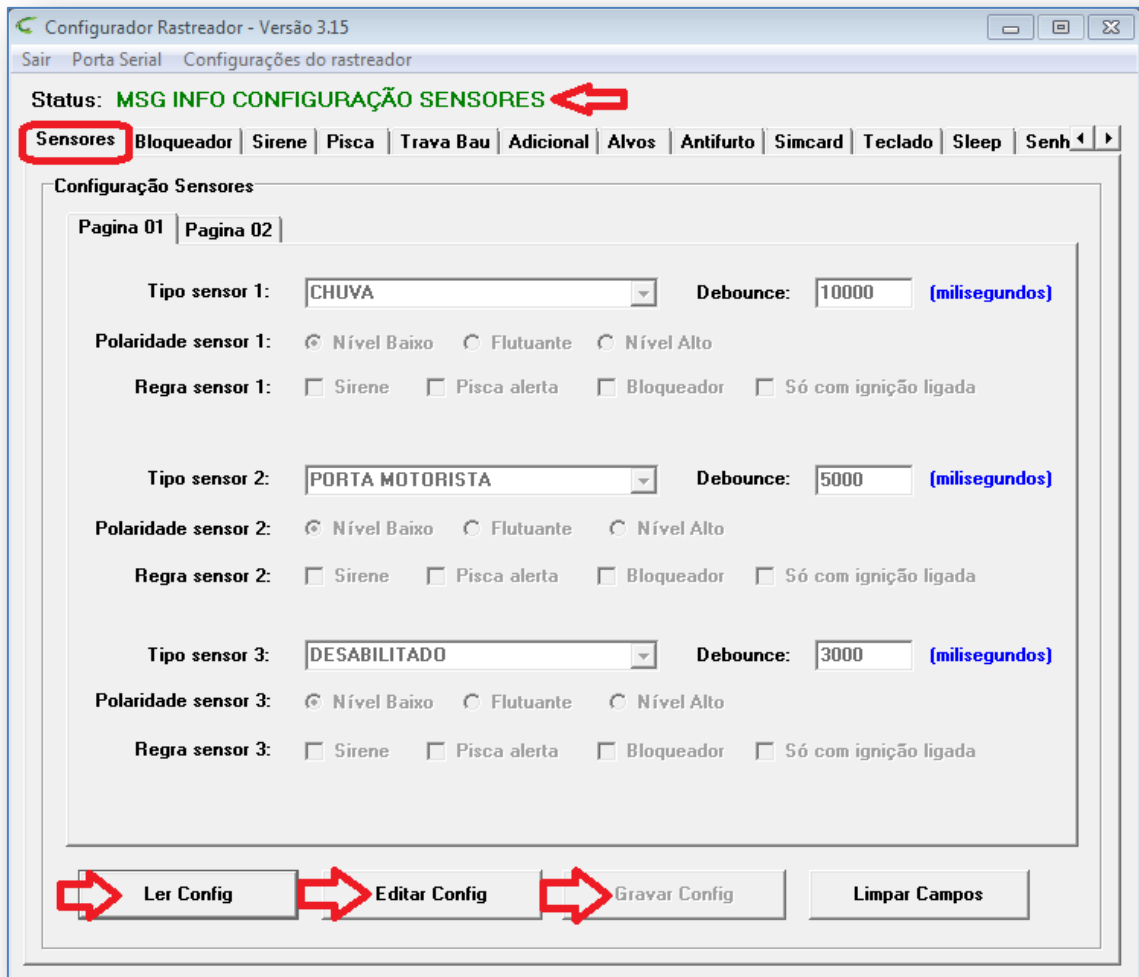 Configurador Rastreador - Versão 3.15
Sair Porta Serial Configurações do rastreador
Status: MSG INFO CONFIGURAÇÃO SENSORES
Sensores Bloqueador Sirene Pisca Trava Bau Adicional Alvos Antifurto Simcard Teclado Sleep Senh
Configuração Sensores
Pagina 01 Pagina 02
Tipo sensor 1: CHUVA Debounce: 10000 (milisegundos)
Polaridade sensor 1: Nível Baixo Flutuante Nível Alto
Regra sensor 1: Sirene Pisca alerta Bloqueador Só com ignição ligada
Tipo sensor 2: PORTA MOTORISTA Debounce: 5000 (milisegundos)
Polaridade sensor 2: Nível Baixo Flutuante Nível Alto
Regra sensor 2: Sirene Pisca alerta Bloqueador Só com ignição ligada
Tipo sensor 3: DESABILITADO Debounce: 3000 (milisegundos)
Polaridade sensor 3: Nível Baixo Flutuante Nível Alto
Regra sensor 3: Sirene Pisca alerta Bloqueador Só com ignição ligada
Ler Config Editar Config Gravar Config Limpar Campos